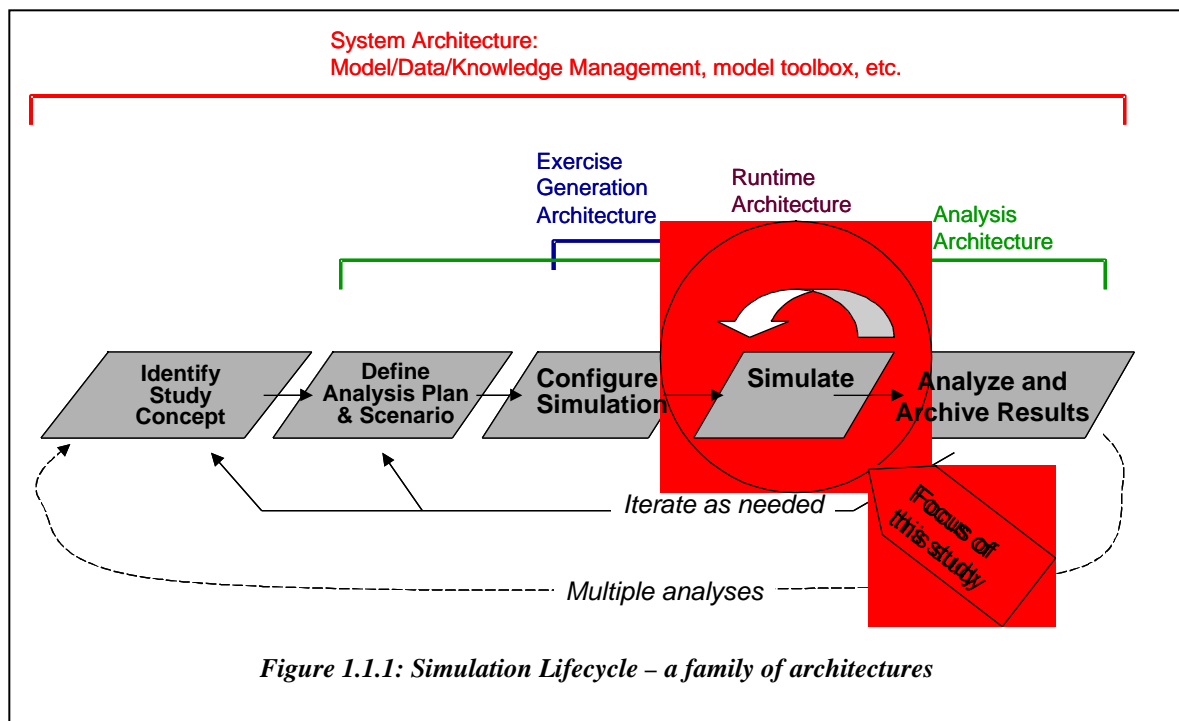 System Architecture:
Model/Data/Knowledge Management, model toolbox, etc.
Exercise
Generation
Architecture
Runtime
Architecture
Analysis
Architecture
Identify
Study
Concept
Define
Analysis Plan
& Scenario
Configure
Simulation
Simulate
Analyze and
Archive Results
Iterate as needed
Focus of
this study
Multiple analyses
Figure 1.1.1: Simulation Lifecycle – a family of architectures